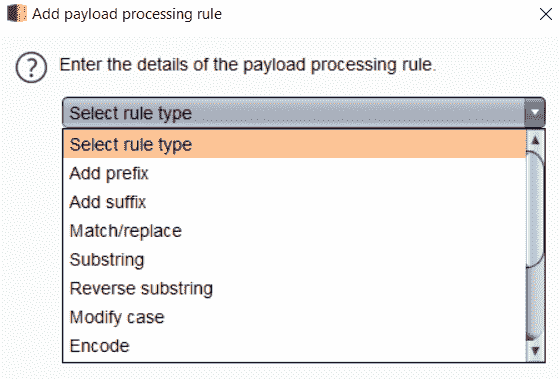 Add payload processing rule
Enter the details of the payload processing rule.
Select rule type
Select rule type
Add prefix
Add suffix
Match/replace
Substring
Reverse substring
Modify case
Encode